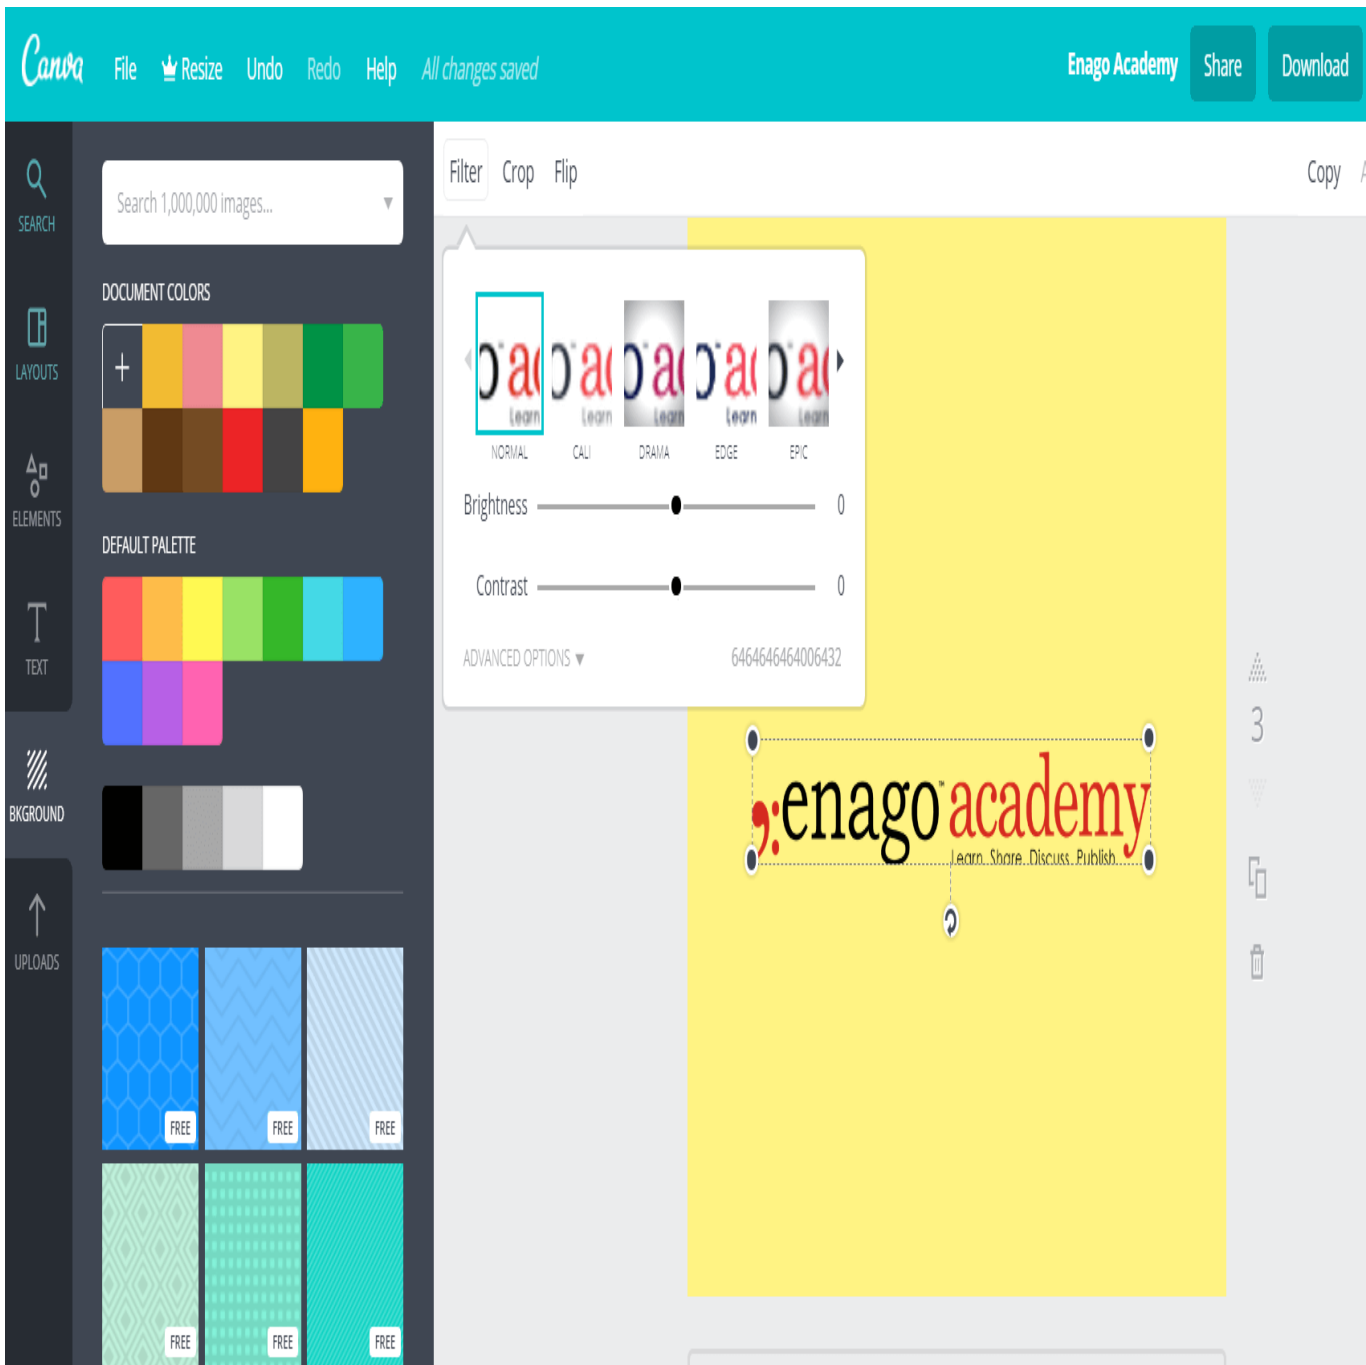 Canva File Resize Undo Redo Help All changes saved Enago Academy Share Download
SEARCH
LAYOUTS
ELEMENTS
TEXT
BKGROUND
UPLOADS
Search 1,000,000 images...
DOCUMENT COLORS
DEFAULT PALETTE
FREE FREE FREE
FREE FREE FREE
Filter Crop Flip Copy
NORMAL CALI DRAMA EDGE EPIC
Brightness 0
Contrast 0
ADVANCED OPTIONS ▼ 6464646464006432
enago™ academy
Learn. Share. Discuss. Publish.
3